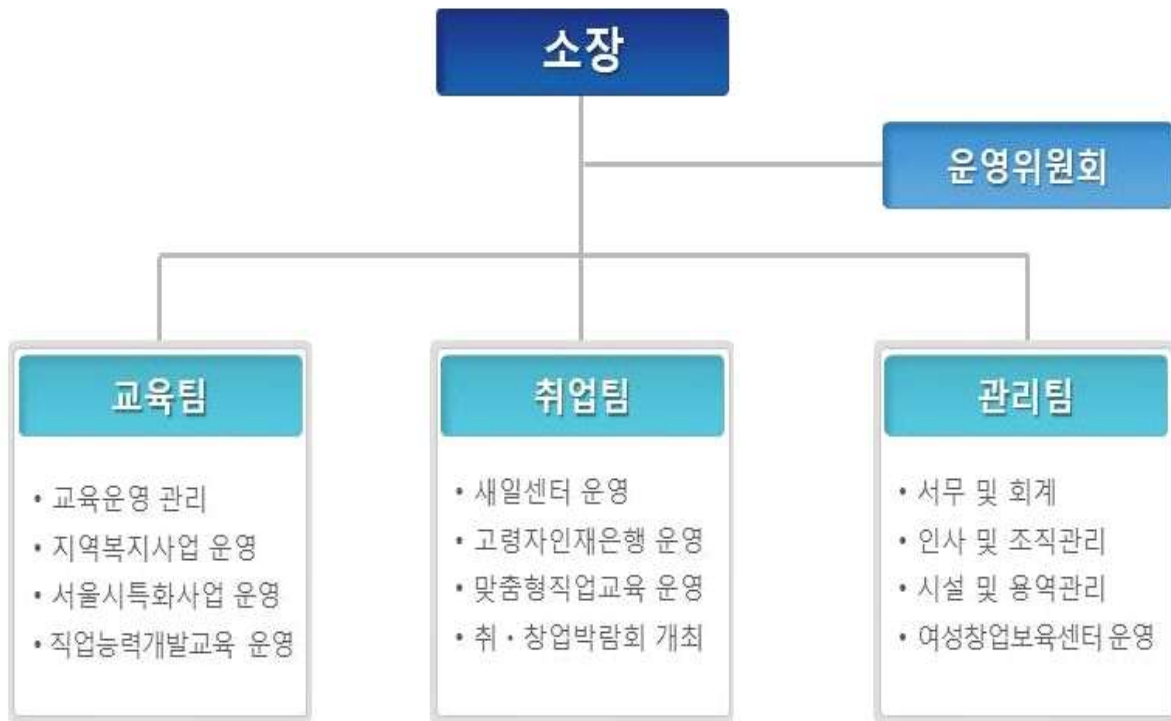 소장
운영위원회
교육팀
• 교육운영 관리
• 지역복지사업 운영
• 서울시특화사업 운영
• 직업능력개발교육 운영
취업팀
• 새일센터 운영
• 고령자인재은행 운영
• 맞춤형직업교육 운영
• 취 · 창업박람회 개최
관리팀
• 서무 및 회계
• 인사 및 조직관리
• 시설 및 용역관리
• 여성창업보육센터 운영